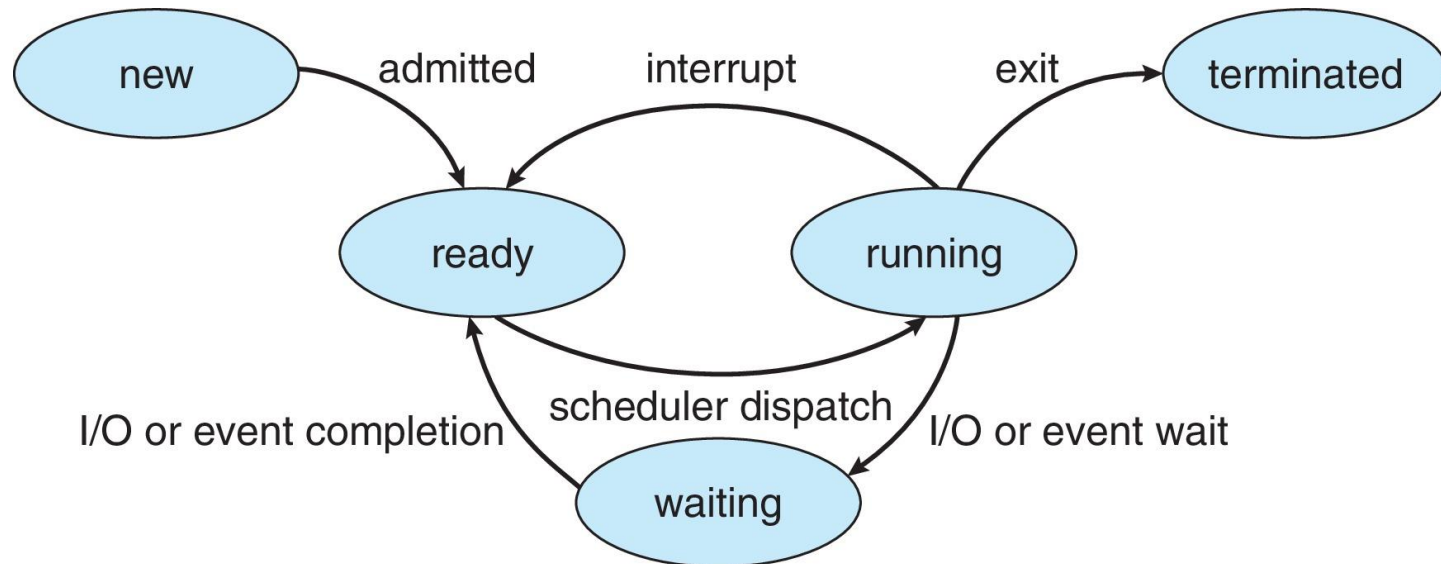 new
admitted
interrupt
exit
terminated
ready
running
scheduler dispatch
I/O or event completion
I/O or event wait
waiting